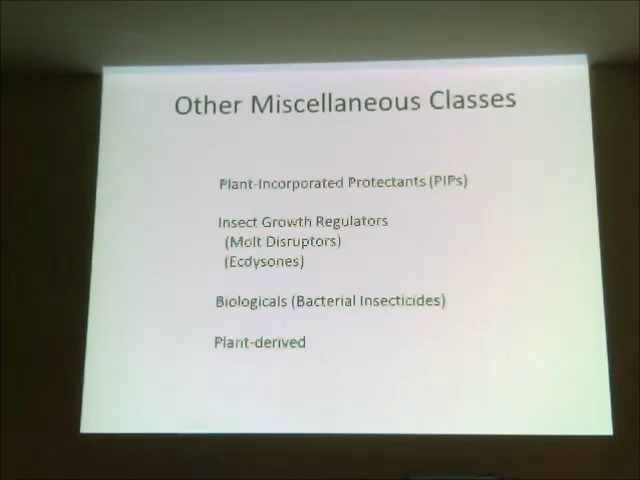 Other Miscellaneous Classes
Plant-Incorporated Protectants (PIPs)
Insect Growth Regulators
(Molt Disruptors)
(Ecdysones)
Biologicals (Bacterial Insecticides)
Plant-derived